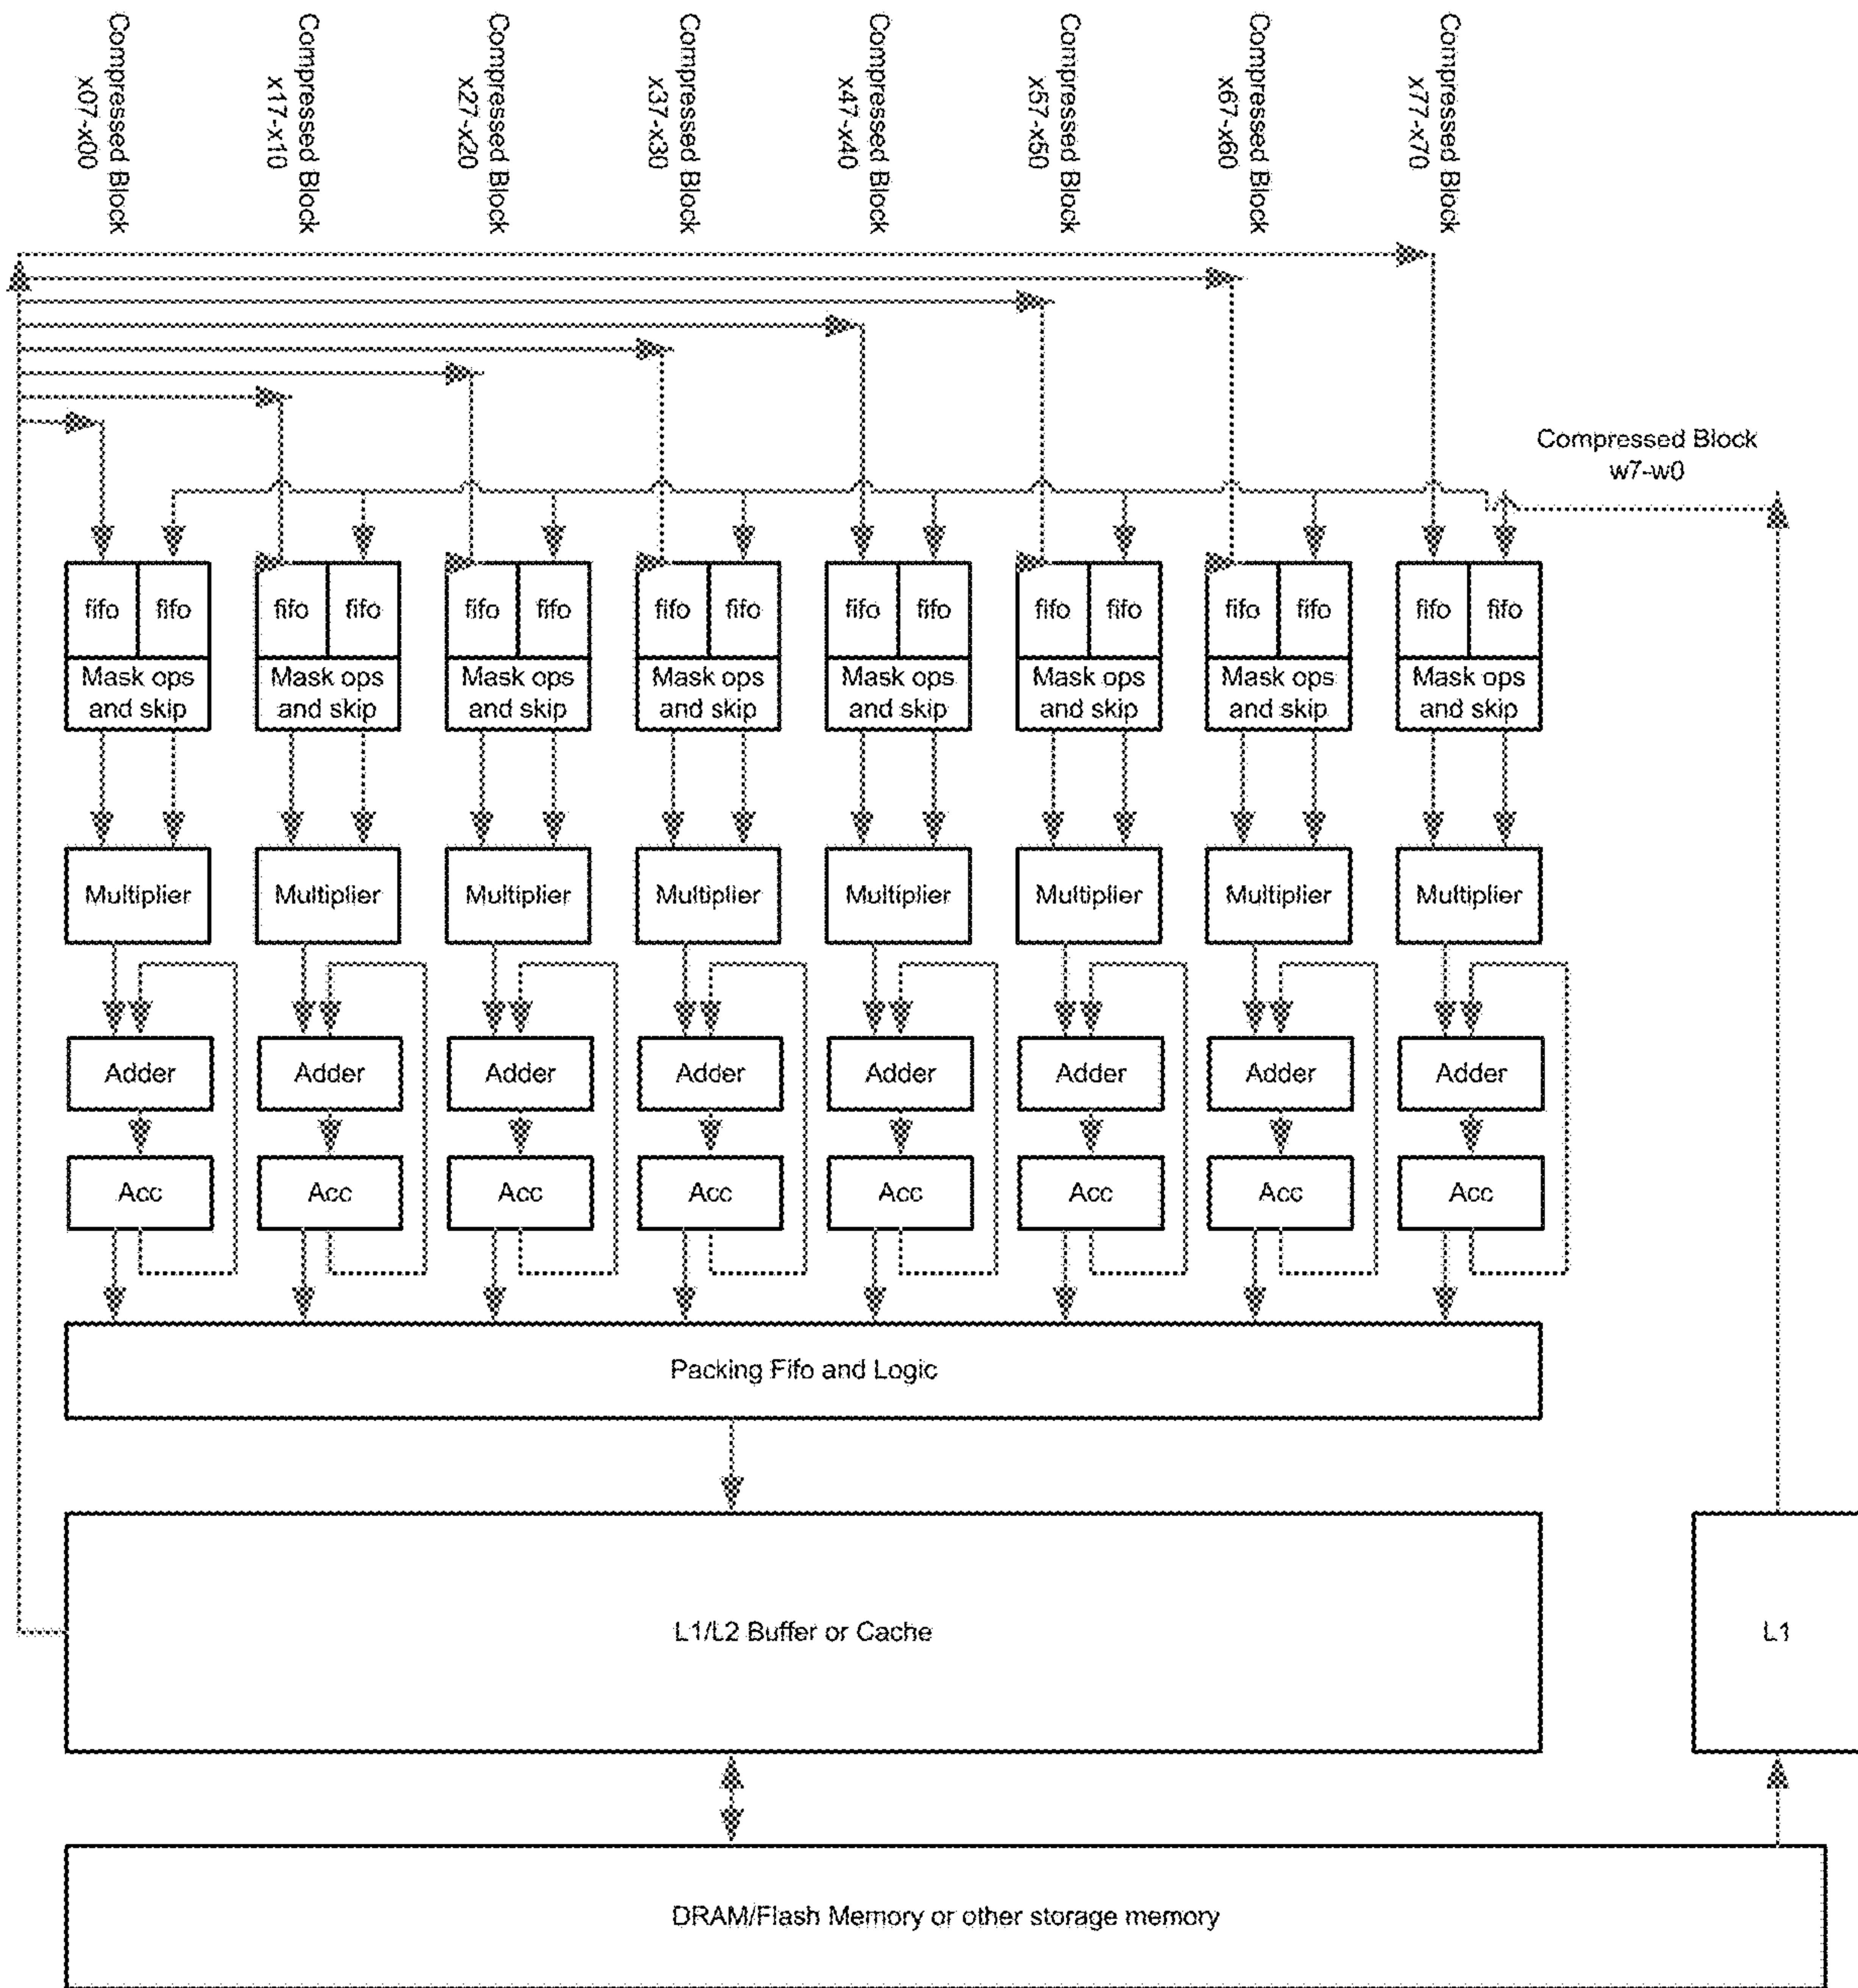 Compressed Block
x07-x00
Compressed Block
x17-x10
Compressed Block
x27-x20
Compressed Block
x37-x30
Compressed Block
x47-x40
Compressed Block
x57-x50
Compressed Block
x67-x60
Compressed Block
x77-x70
Compressed Block
w7-w0
fifo fifo fifo fifo fifo fifo fifo fifo fifo fifo fifo fifo fifo fifo fifo fifo
Mask ops Mask ops Mask ops Mask ops Mask ops Mask ops Mask ops Mask ops
and skip and skip and skip and skip and skip and skip and skip and skip
Multiplier Multiplier Multiplier Multiplier Multiplier Multiplier Multiplier Multiplier
Adder Adder Adder Adder Adder Adder Adder Adder
Acc Acc Acc Acc Acc Acc Acc Acc
Packing Fifo and Logic
L1/L2 Buffer or Cache
L1
DRAM/Flash Memory or other storage memory